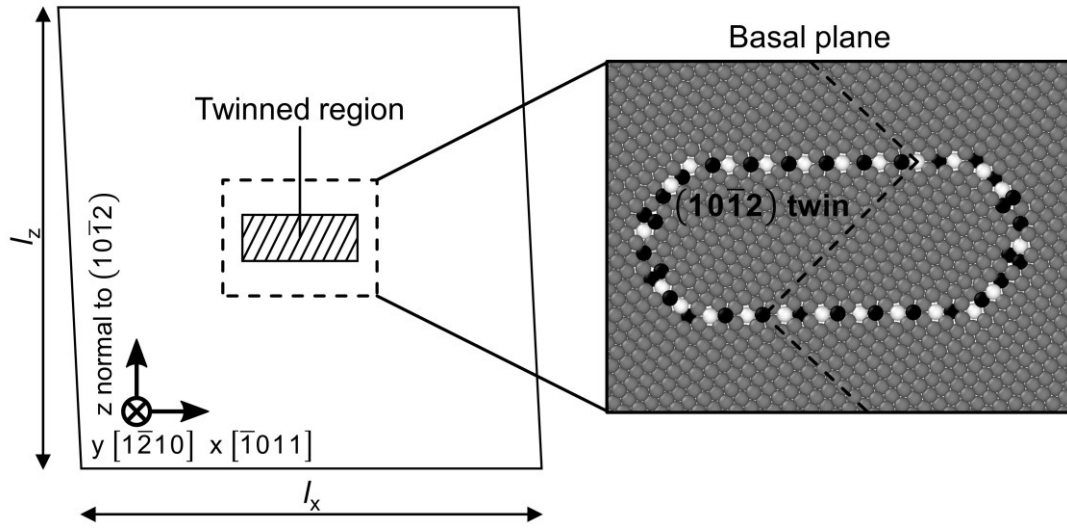 Basal plane
Twinned region
(101̄2) twin
l_z
z normal to (101̄2)
y [12̄10] x [1̄011]
l_x